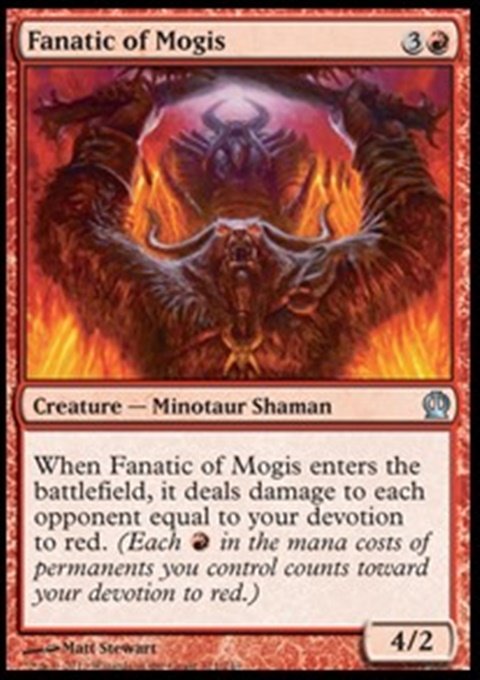 Fanatic of Mogis 3
Creature — Minotaur Shaman
When Fanatic of Mogis enters the
battlefield, it deals damage to each
opponent equal to your devotion
to red. (Each in the mana costs of
permanents you control counts toward
your devotion to red.)
4/2
Matt Stewart